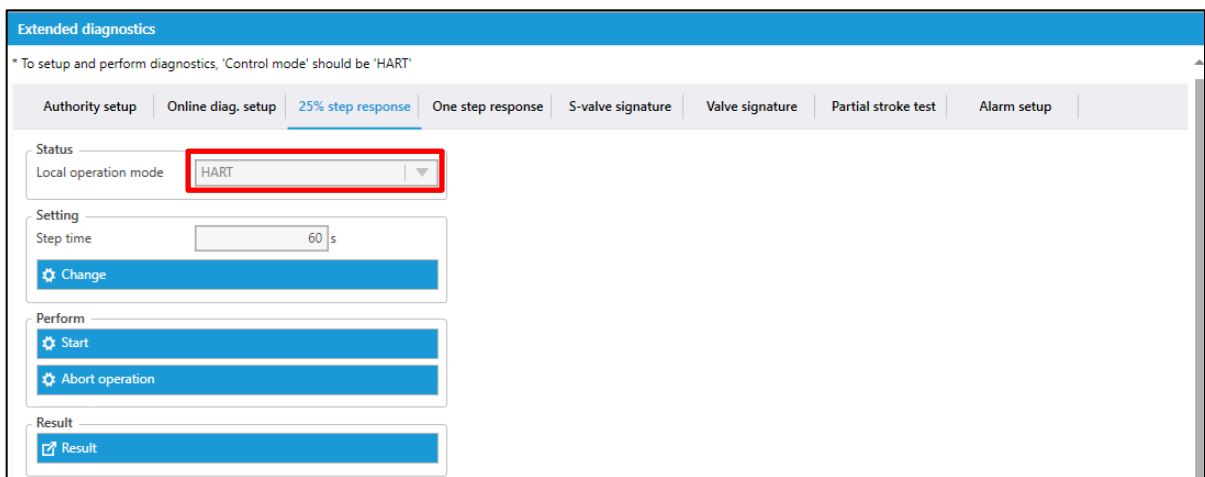 Extended diagnostics
* To setup and perform diagnostics, 'Control mode' should be 'HART'
Authority setup Online diag. setup 25% step response One step response S-valve signature Valve signature Partial stroke test Alarm setup
Status
Local operation mode HART
Setting
Step time 60 s
Change
Perform
Start
Abort operation
Result
Result